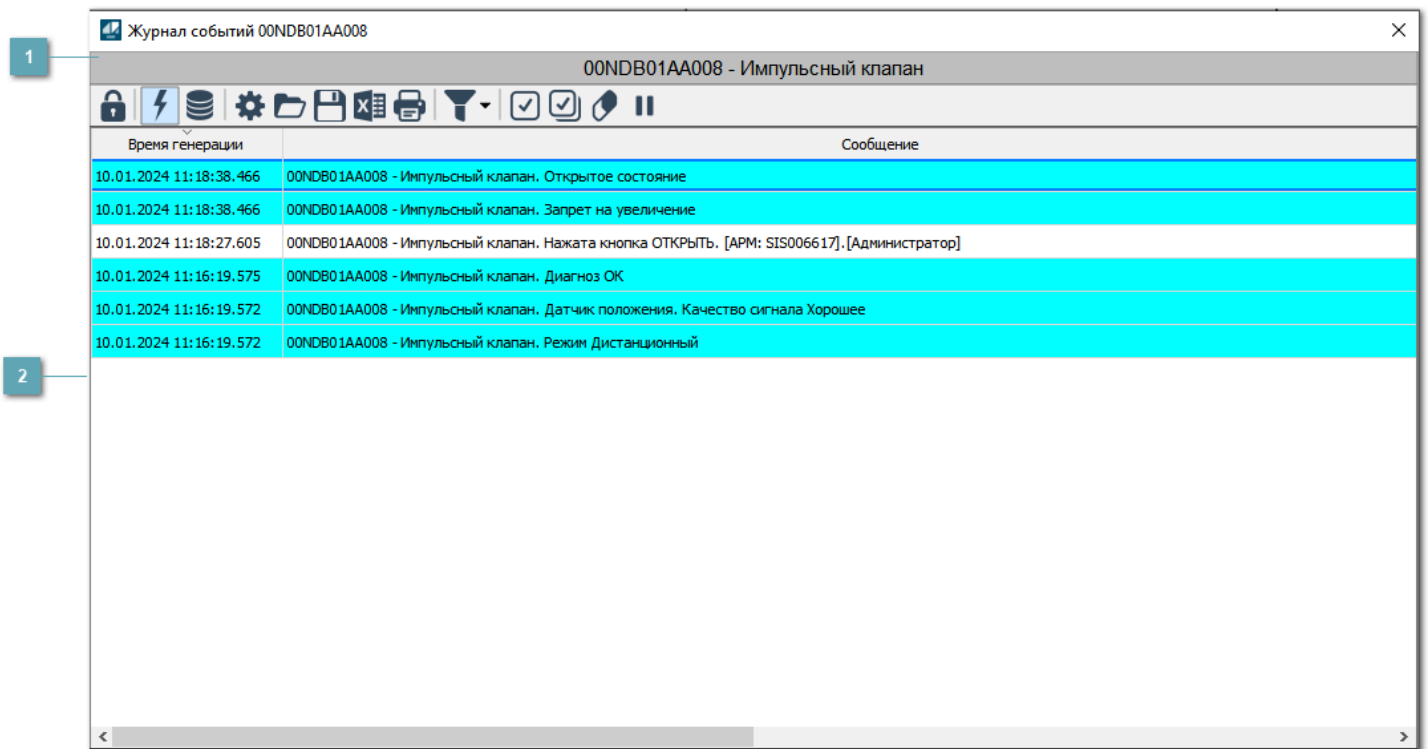 Журнал событий 00NDB01AA008
1
00NDB01AA008 - Импульсный клапан
Время генерации Сообщение
10.01.2024 11:18:38.466 00NDB01AA008 - Импульсный клапан. Открытое состояние
10.01.2024 11:18:38.466 00NDB01AA008 - Импульсный клапан. Запрет на увеличение
10.01.2024 11:18:27.605 00NDB01AA008 - Импульсный клапан. Нажата кнопка ОТКРЫТЬ. [АРМ: SIS006617].[Администратор]
10.01.2024 11:16:19.575 00NDB01AA008 - Импульсный клапан. Диагноз ОК
10.01.2024 11:16:19.572 00NDB01AA008 - Импульсный клапан. Датчик положения. Качество сигнала Хорошее
10.01.2024 11:16:19.572 00NDB01AA008 - Импульсный клапан. Режим Дистанционный
2